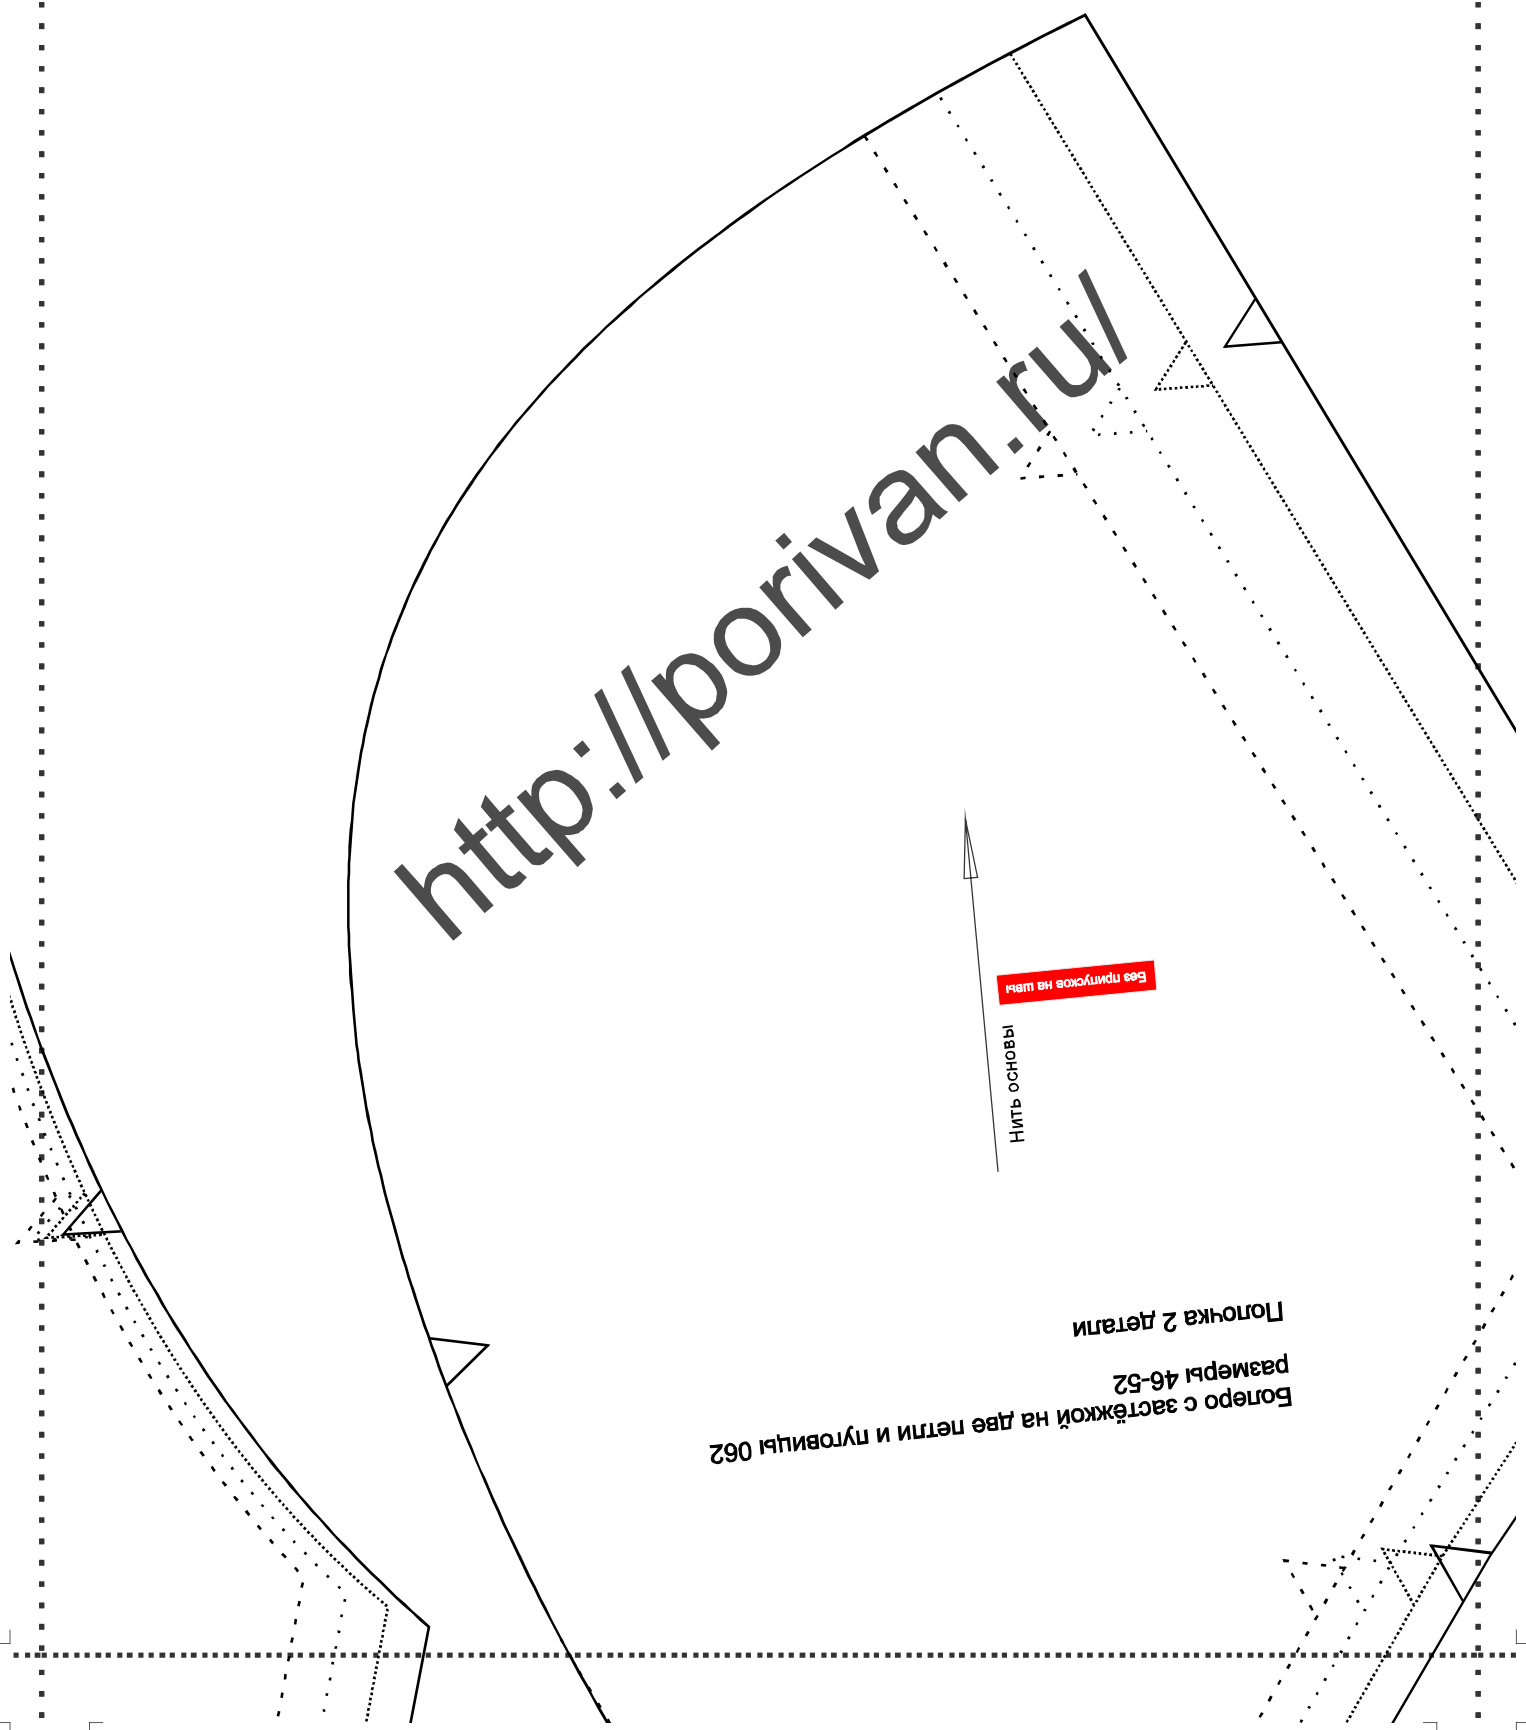 http://porivan.ru/
Без припусков на швы
Нить основы
Болеро с застёжкой на две петли и пуговицы 062
размеры 46-52
Полочка 2 детали